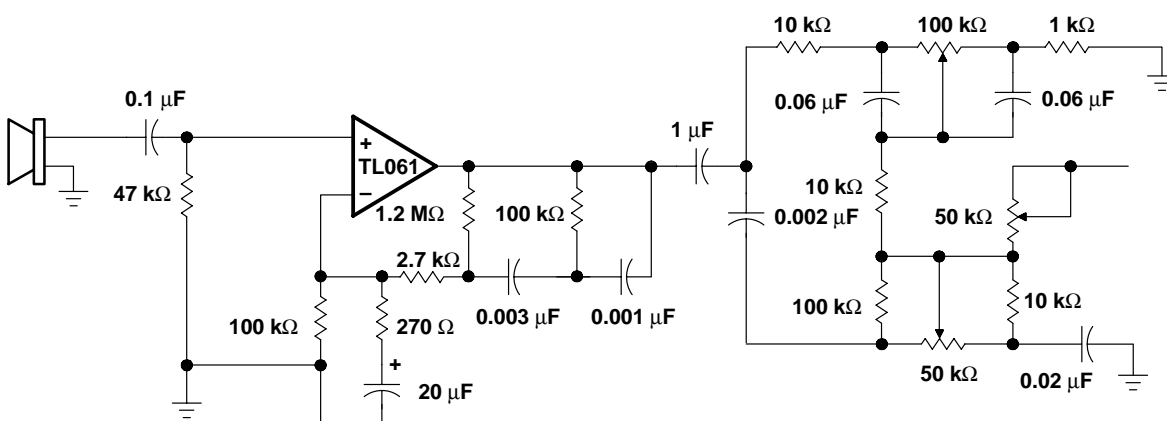 10 kΩ
100 kΩ
1 kΩ
0.1 μF
0.06 μF
0.06 μF
1 μF
+
TL061
−
47 kΩ
1.2 MΩ
100 kΩ
10 kΩ
0.002 μF
50 kΩ
2.7 kΩ
100 kΩ
270 Ω
0.003 μF
0.001 μF
100 kΩ
10 kΩ
+
20 μF
50 kΩ
0.02 μF